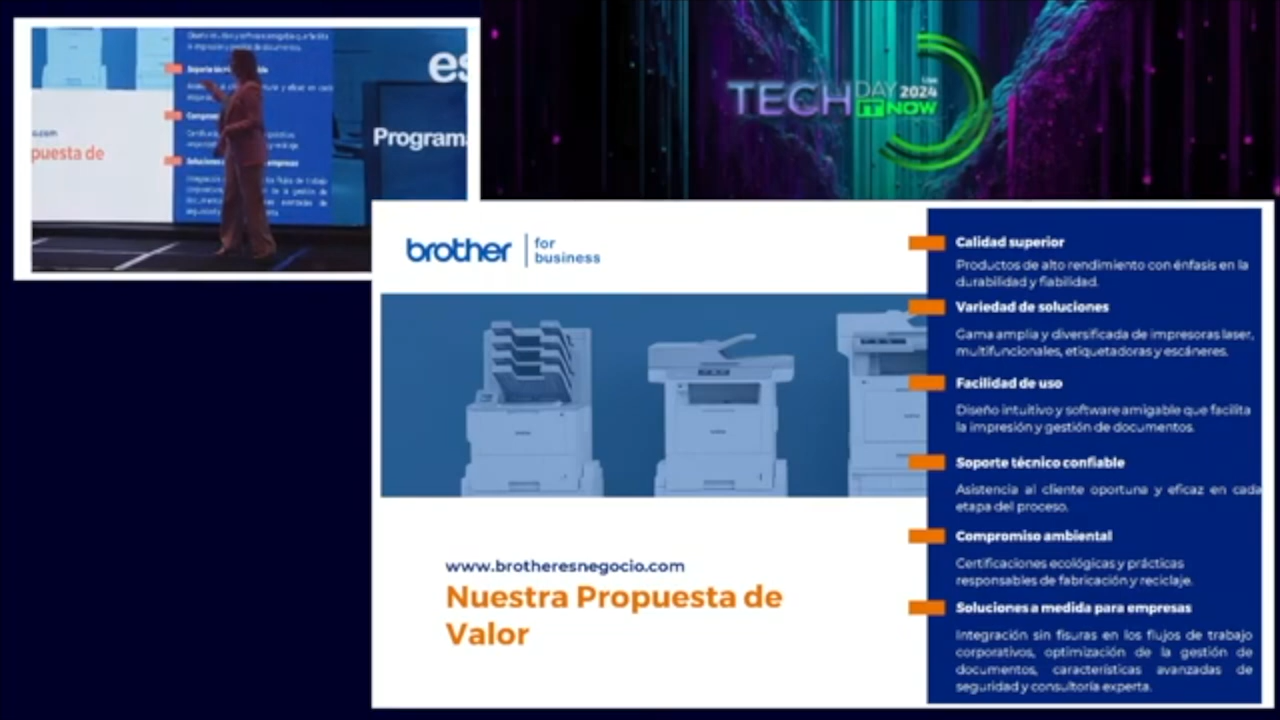 es
Programa
puesta de
TECH DAY Live 2024
IT NOW
brother for business
Calidad superior
Productos de alto rendimiento con énfasis en la
durabilidad y fiabilidad.
Variedad de soluciones
Gama amplia y diversificada de impresoras laser,
multifuncionales, etiquetadoras y escáneres.
Facilidad de uso
Diseño intuitivo y software amigable que facilita
la impresión y gestión de documentos.
Soporte técnico confiable
Asistencia al cliente oportuna y eficaz en cada
etapa del proceso.
Compromiso ambiental
Certificaciones ecológicas y prácticas
responsables de fabricación y reciclaje.
Soluciones a medida para empresas
Integración sin fisuras en los flujos de trabajo
corporativos, optimización de la gestión de
documentos, características avanzadas de
seguridad y consultoría experta.
www.brotheresnegocio.com
Nuestra Propuesta de
Valor